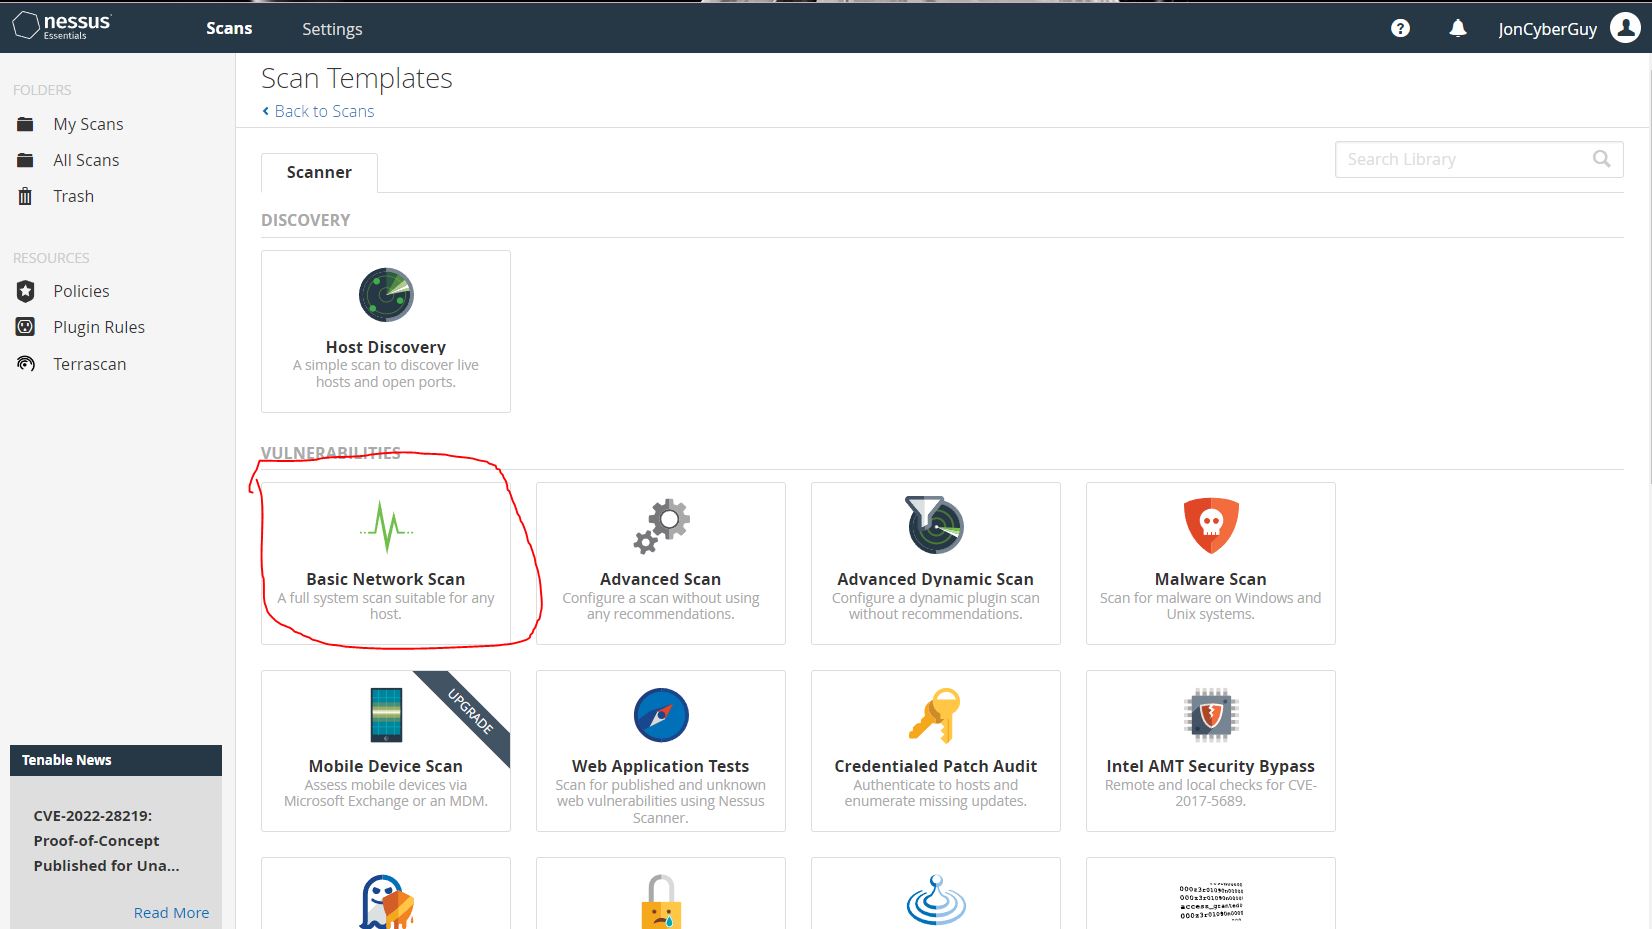 nessus
Essentials
Scans
Settings
JonCyberGuy
FOLDERS
My Scans
All Scans
Trash
RESOURCES
Policies
Plugin Rules
Terrascan
Tenable News
CVE-2022-28219:
Proof-of-Concept
Published for Una...
Read More
Scan Templates
Back to Scans
Scanner
Search Library
DISCOVERY
Host Discovery
A simple scan to discover live
hosts and open ports.
VULNERABILITIES
Basic Network Scan
A full system scan suitable for any
host.
Advanced Scan
Configure a scan without using
any recommendations.
Advanced Dynamic Scan
Configure a dynamic plugin scan
without recommendations.
Malware Scan
Scan for malware on Windows and
Unix systems.
UPGRADE
Mobile Device Scan
Assess mobile devices via
Microsoft Exchange or an MDM.
Web Application Tests
Scan for published and unknown
web vulnerabilities using Nessus
Scanner.
Credentialed Patch Audit
Authenticate to hosts and
enumerate missing updates.
Intel AMT Security Bypass
Remote and local checks for CVE-
2017-5689.